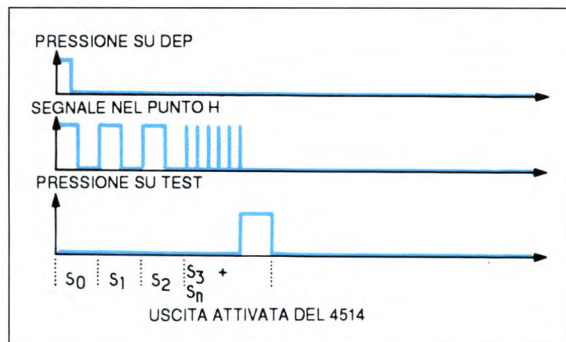 PRESSIONE SU DEP
SEGNALE NEL PUNTO H
PRESSIONE SU TEST
S0 S1 S2 S3 +
Sn
USCITA ATTIVATA DEL 4514